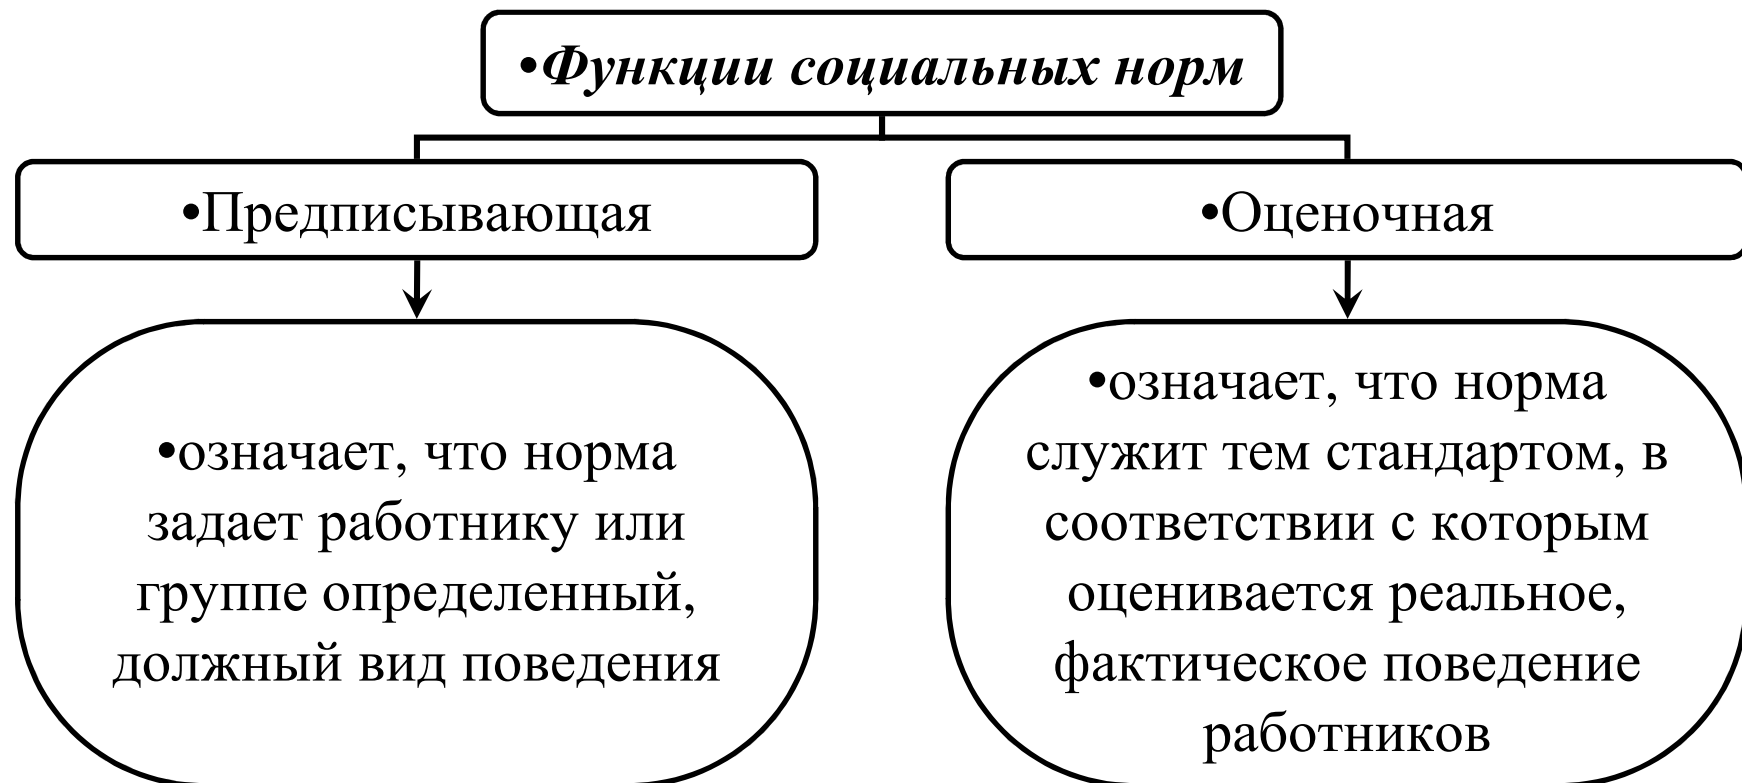 •Функции социальных норм
•Предписывающая
•Оценочная
•означает, что норма
задает работнику или
группе определенный,
должный вид поведения
•означает, что норма
служит тем стандартом, в
соответствии с которым
оценивается реальное,
фактическое поведение
работников